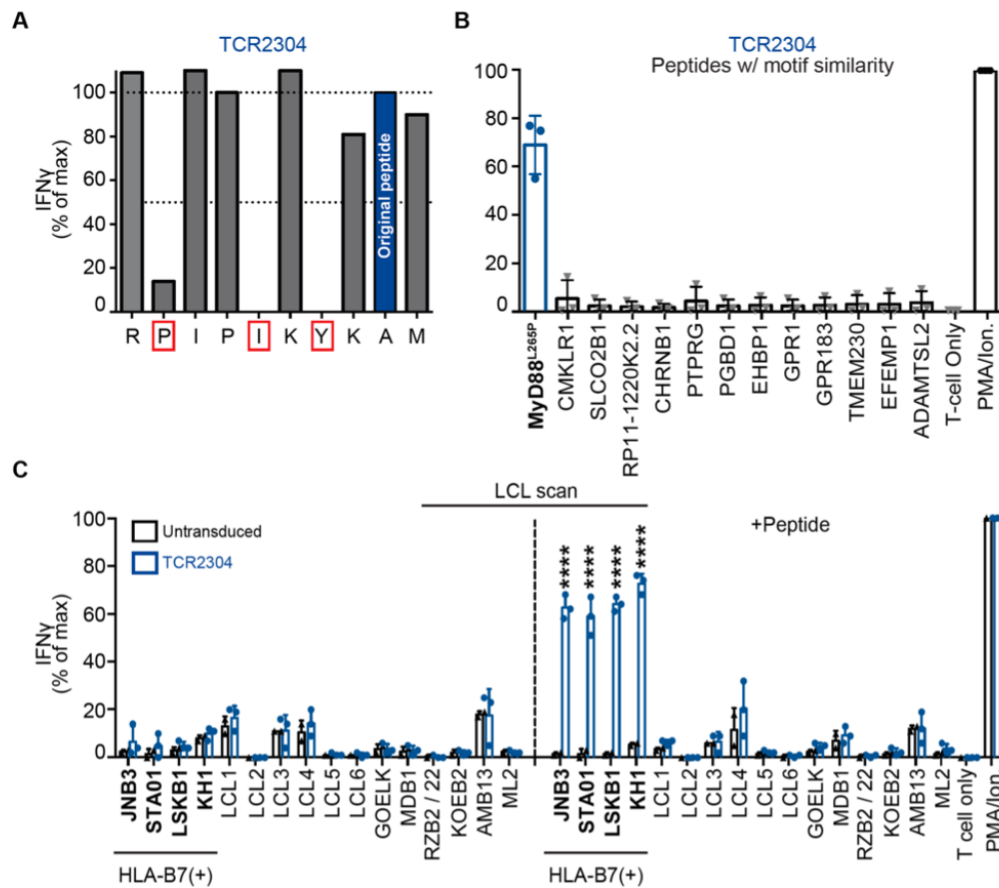 A
TCR2304
IFNγ
(% of max)
100
80
60
40
20
0
Original peptide
R P I P I K Y K A M
B
TCR2304
Peptides w/ motif similarity
100
80
60
40
20
0
MyD88L265P
CMKLR1
SLCO2B1
RP11-1220K2.2
CHRNB1
PTPRG
PGBD1
EHBP1
GPR1
GPR183
TMEM230
EFEMP1
ADAMTSL2
T-cell Only
PMA/Ion.
C
LCL scan
+Peptide
Untransduced
TCR2304
IFNγ
(% of max)
100
80
60
40
20
0
****
****
****
****
JNB3
STA01
LSKB1
KH1
LCL1
LCL2
LCL3
LCL4
LCL5
LCL6
GOELK
MDB1
RZB2 / 22
KOEB2
AMB13
ML2
JNB3
STA01
LSKB1
KH1
LCL1
LCL2
LCL3
LCL4
LCL5
LCL6
GOELK
MDB1
RZB2 / 22
KOEB2
AMB13
ML2
T cell only
PMA/Ion.
HLA-B7(+)
HLA-B7(+)